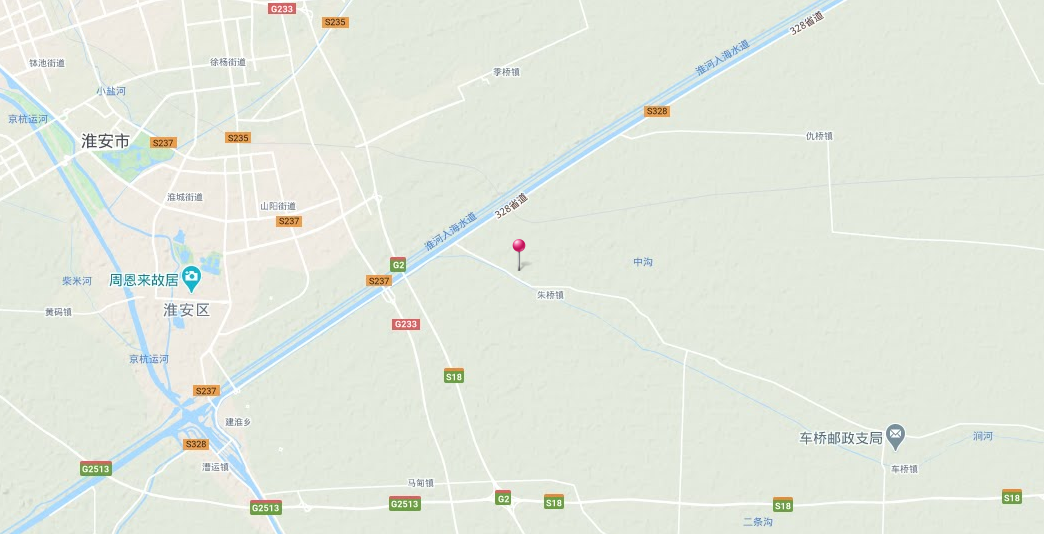 G233
S235
328省道
淮河入海水道
钵池街道
徐杨街道
季桥镇
小盐河
京杭运河
S328
淮安市
S237
S235
仇桥镇
淮城街道
山阳街道
S237
328省道
淮河入海水道
G2
中沟
周恩来故居
柴米河
S237
朱桥镇
淮安区
黄码镇
G233
京杭运河
S18
S237
建淮乡
S328
车桥邮政支局
涧河
漕运镇
G2513
车桥镇
马甸镇
G2513
G2513
G2
S18
S18
S18
二条沟